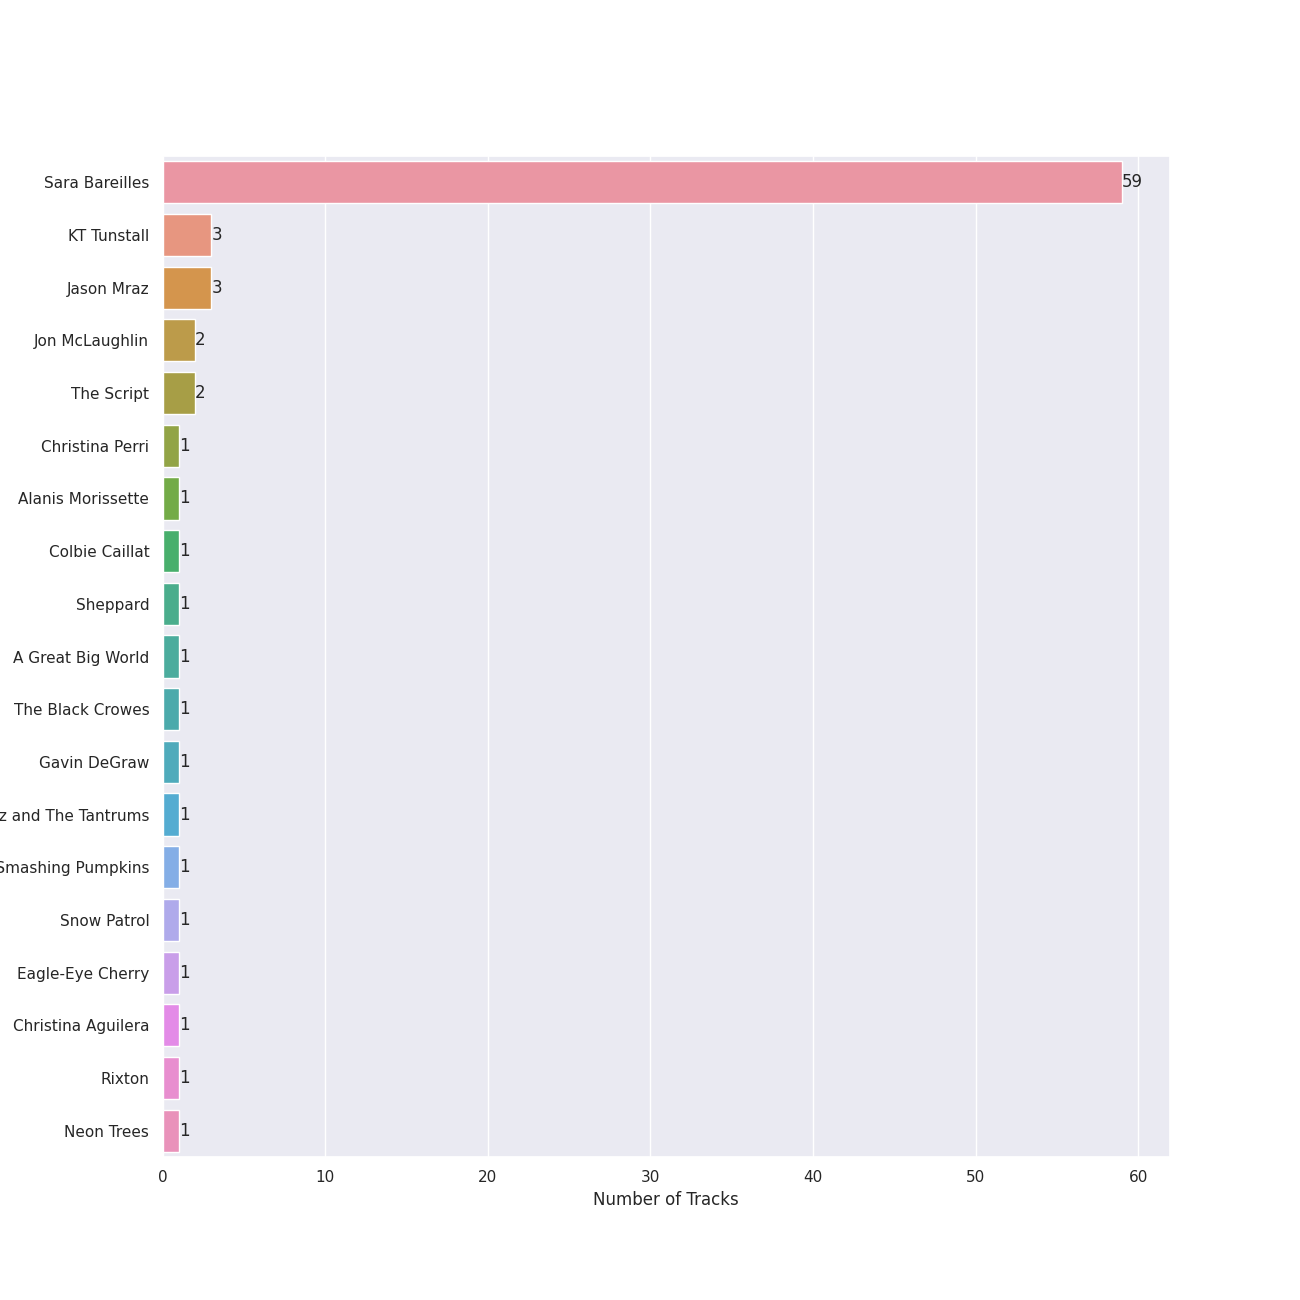 Sara Bareilles 59
KT Tunstall 3
Jason Mraz 3
Jon McLaughlin 2
The Script 2
Christina Perri 1
Alanis Morissette 1
Colbie Caillat 1
Sheppard 1
A Great Big World 1
The Black Crowes 1
Gavin DeGraw 1
z and The Tantrums 1
Smashing Pumpkins 1
Snow Patrol 1
Eagle-Eye Cherry 1
Christina Aguilera 1
Rixton 1
Neon Trees 1
0 10 20 30 40 50 60
Number of Tracks